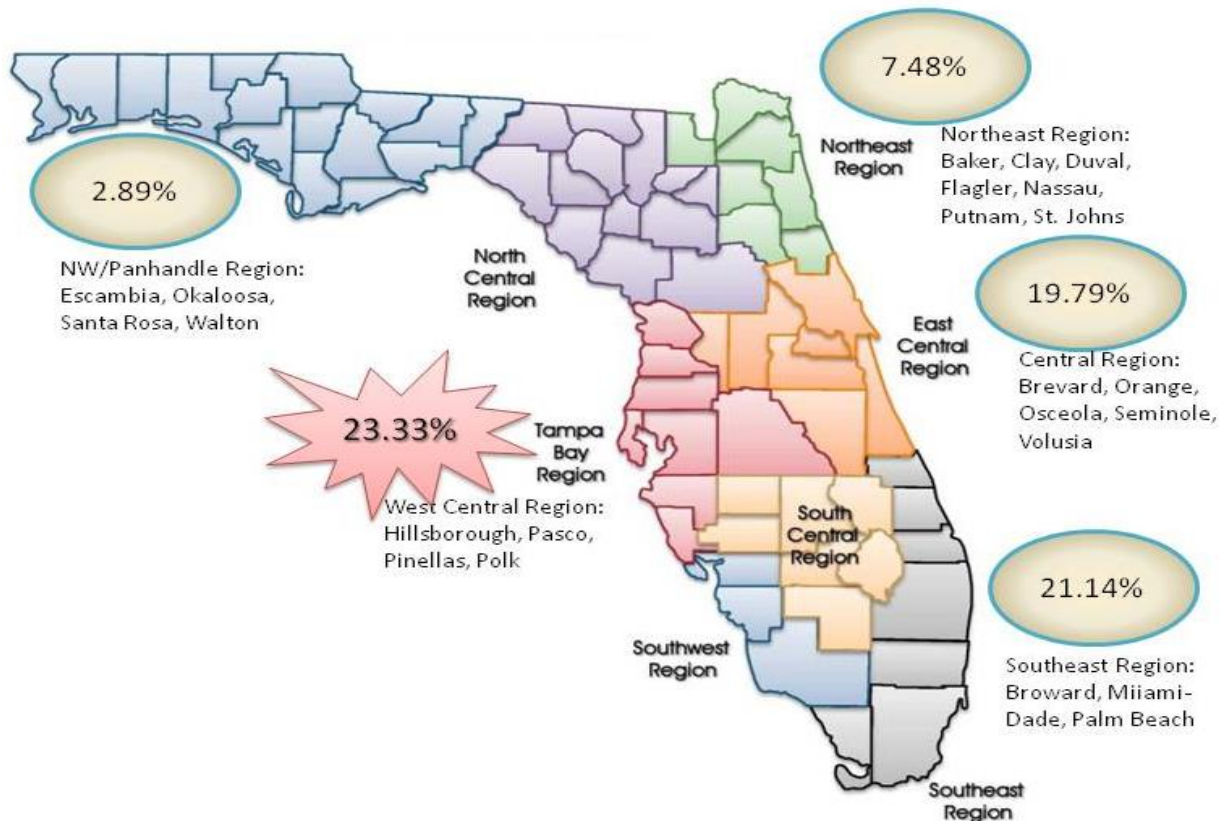 7.48%
Northeast
Region
Northeast Region:
Baker, Clay, Duval,
Flagler, Nassau,
Putnam, St. Johns
2.89%
NW/Panhandle Region:
Escambia, Okaloosa,
Santa Rosa, Walton
North
Central
Region
19.79%
East
Central
Region
Central Region:
Brevard, Orange,
Osceola, Seminole,
Volusia
23.33%
Tampa
Bay
Region
West Central Region:
Hillsborough, Pasco,
Pinellas, Polk
South
Central
Region
21.14%
Southwest
Region
Southeast Region:
Broward, Miiami-
Dade, Palm Beach
Southeast
Region